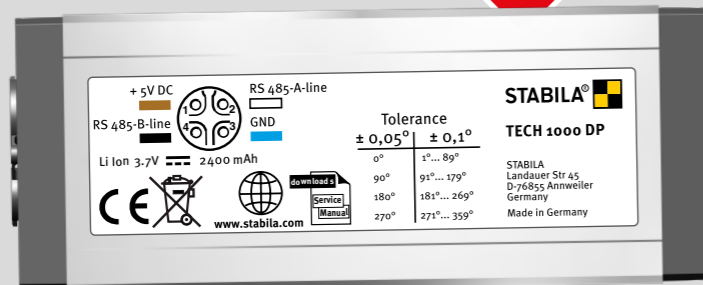 + 5V DC
RS 485-A-line
1 2
RS 485-B-line
4 3
GND
Li Ion 3.7V 2400 mAh
CE
www.stabila.com
downloads
Service
Manual
Tolerance
± 0,05° ± 0,1°
0° 1°... 89°
90° 91°... 179°
180° 181°... 269°
270° 271°... 359°
STABILA®
TECH 1000 DP
STABILA
Landauer Str 45
D-76855 Annweiler
Germany
Made in Germany